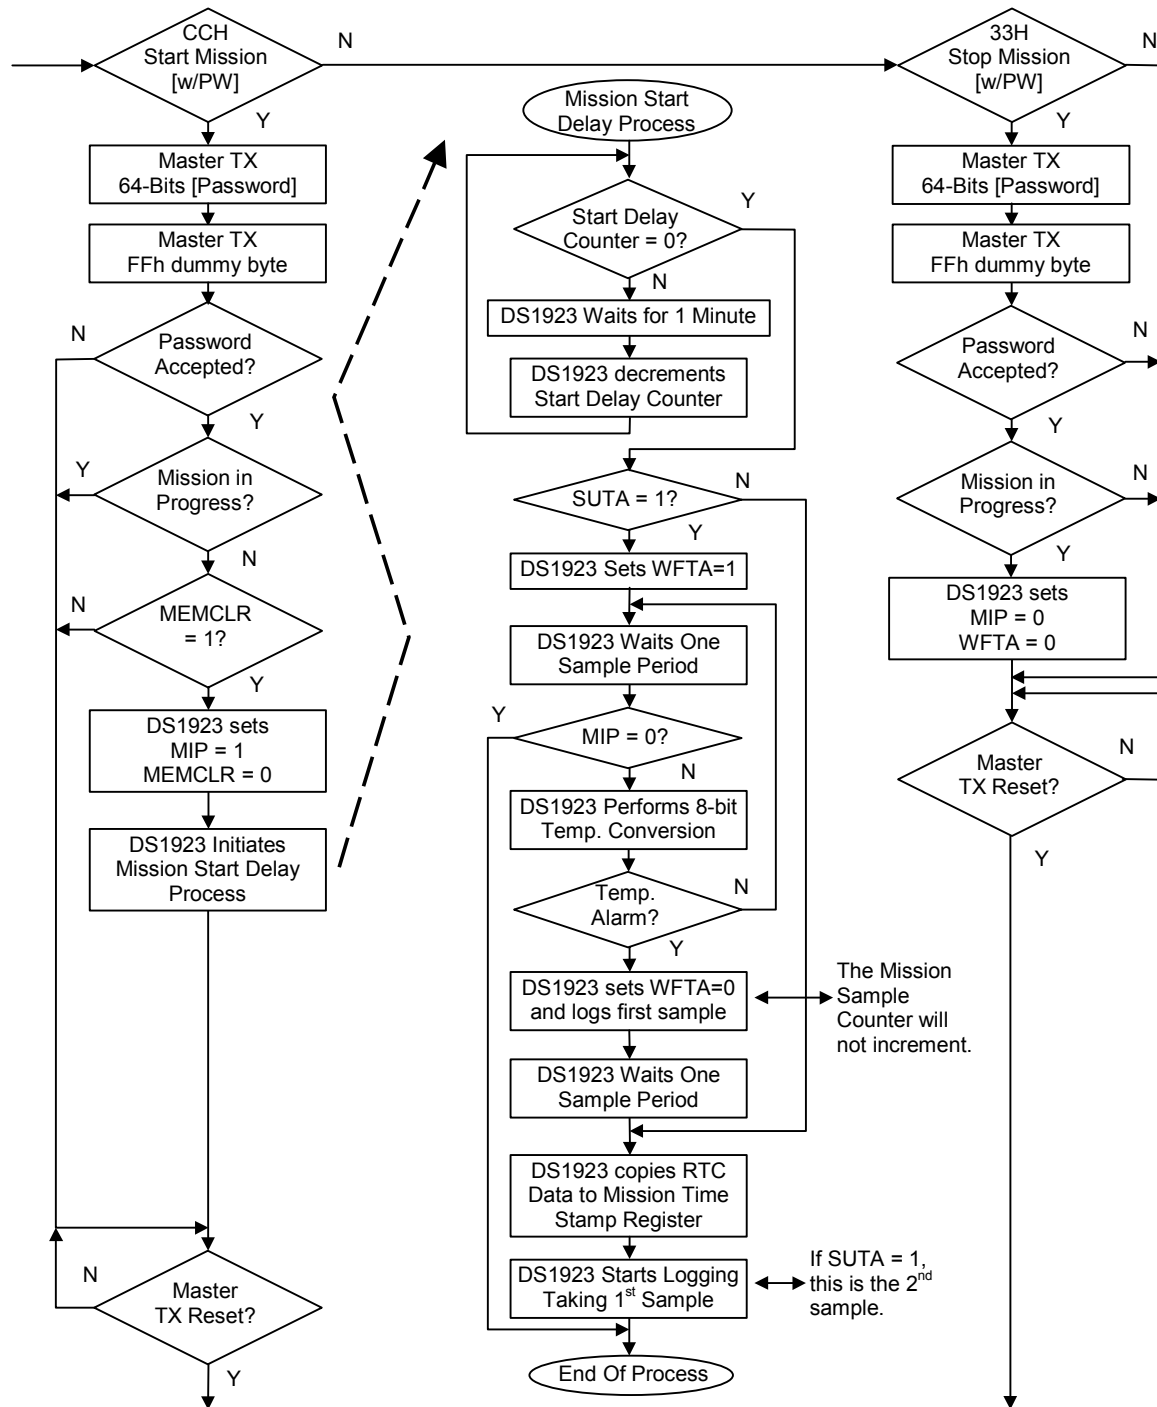 CCH
Start Mission
[w/PW]
N
Y
Master TX
64-Bits [Password]
Master TX
FFh dummy byte
N
Password
Accepted?
Y
Y
Mission in
Progress?
N
N
MEMCLR
= 1?
Y
DS1923 sets
MIP = 1
MEMCLR = 0
DS1923 Initiates
Mission Start Delay
Process
N
Master
TX Reset?
Y
Mission Start
Delay Process
Start Delay
Counter = 0?
Y
N
DS1923 Waits for 1 Minute
DS1923 decrements
Start Delay Counter
SUTA = 1?
N
Y
DS1923 Sets WFTA=1
DS1923 Waits One
Sample Period
Y
MIP = 0?
N
DS1923 Performs 8-bit
Temp. Conversion
Temp.
Alarm?
N
Y
DS1923 sets WFTA=0
and logs first sample
The Mission
Sample
Counter will
not increment.
DS1923 Waits One
Sample Period
DS1923 copies RTC
Data to Mission Time
Stamp Register
DS1923 Starts Logging
Taking 1st Sample
If SUTA = 1,
this is the 2nd
sample.
End Of Process
33H
Stop Mission
[w/PW]
N
Y
Master TX
64-Bits [Password]
Master TX
FFh dummy byte
Password
Accepted?
N
Y
Mission in
Progress?
N
Y
DS1923 sets
MIP = 0
WFTA = 0
Master
TX Reset?
N
Y